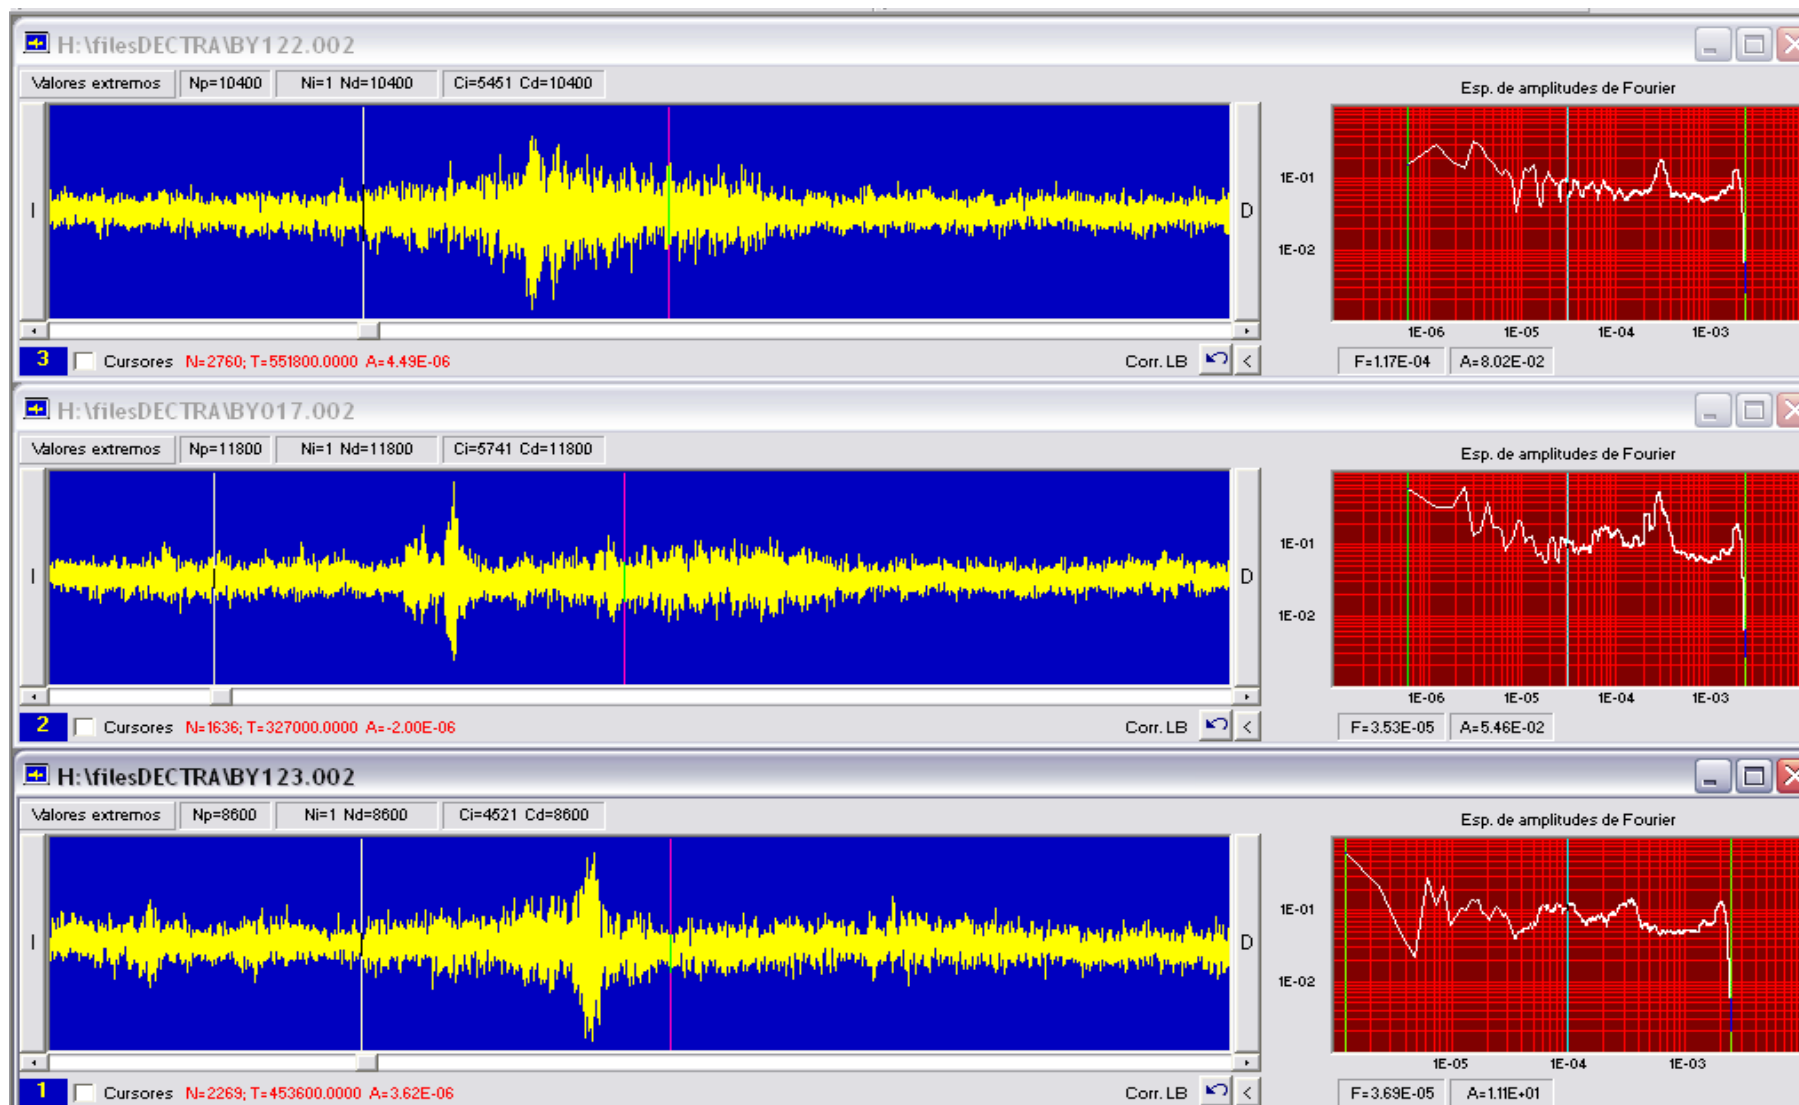 H:\filesDECTRA\BY122.002
Valores extremos Np=10400 Ni=1 Nd=10400 Ci=5451 Cd=10400
Esp. de amplitudes de Fourier
I
D
1E-01
1E-02
1E-06 1E-05 1E-04 1E-03
3 Cursores N=2760; T=551800.0000 A=4.49E-06 Corr. LB < F=1.17E-04 A=8.02E-02
H:\filesDECTRA\BY017.002
Valores extremos Np=11800 Ni=1 Nd=11800 Ci=5741 Cd=11800
Esp. de amplitudes de Fourier
I
D
1E-01
1E-02
1E-06 1E-05 1E-04 1E-03
2 Cursores N=1636; T=327000.0000 A=-2.00E-06 Corr. LB < F=3.53E-05 A=5.46E-02
H:\filesDECTRA\BY123.002
Valores extremos Np=8600 Ni=1 Nd=8600 Ci=4521 Cd=8600
Esp. de amplitudes de Fourier
1E-01
I
D
1E-02
1E-05 1E-04 1E-03
1 Cursores N=2269; T=453600.0000 A=3.62E-06 Corr. LB < F=3.69E-05 A=1.11E+01